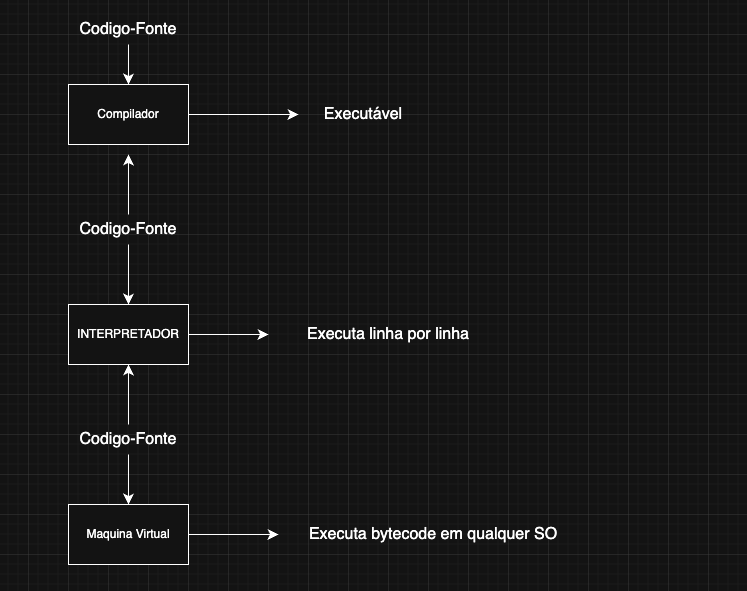 Codigo-Fonte
Compilador
Executável
Codigo-Fonte
INTERPRETADOR
Executa linha por linha
Codigo-Fonte
Maquina Virtual
Executa bytecode em qualquer SO